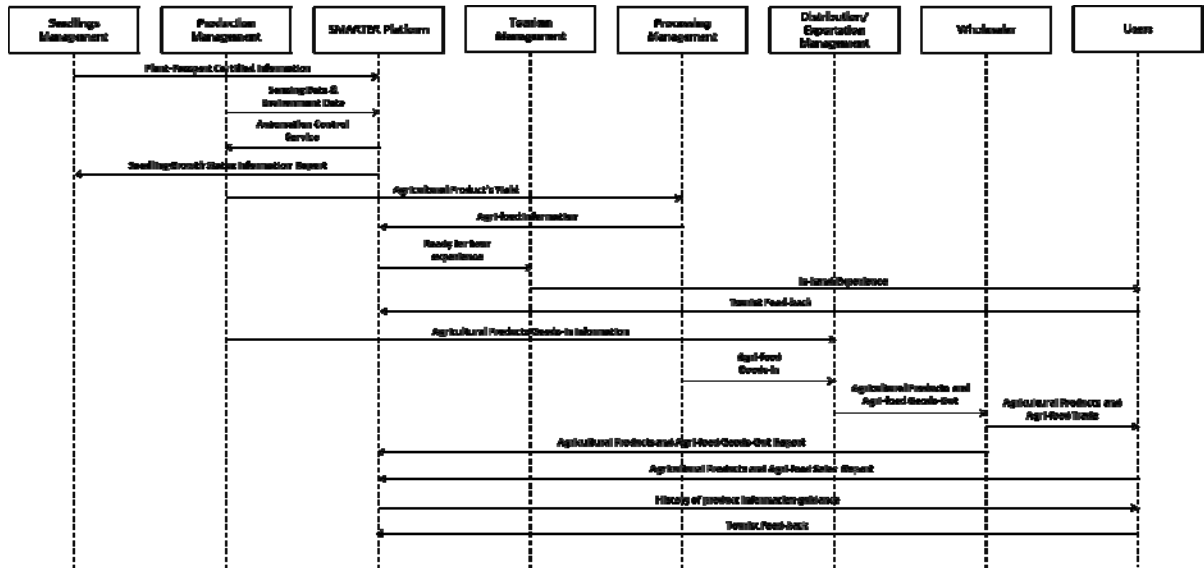 Seedlings
Management
Production
Management
SMARTEK Platform
Tourism
Management
Processing
Management
Distribution/
Exportation
Management
Wholesaler
Users
Plant-Passport Certified Information
Sensing Data &
Environment Data
Automation Control
Service
Seedling Growth Status Information Report
Agricultural Product's Yield
Agri-food Information
Ready for tour
experience
In-hand Experience
Tourist Feed-back
Agricultural Products Goods-In Information
Agri-food
Goods-In
Agricultural Products and
Agri-food Goods-Out
Agricultural Products and
Agri-food Trade
Agricultural Products and Agri-food Goods-Out Report
Agricultural Products and Agri-food Sales Report
History of product information guidance
Tourist Feed-back